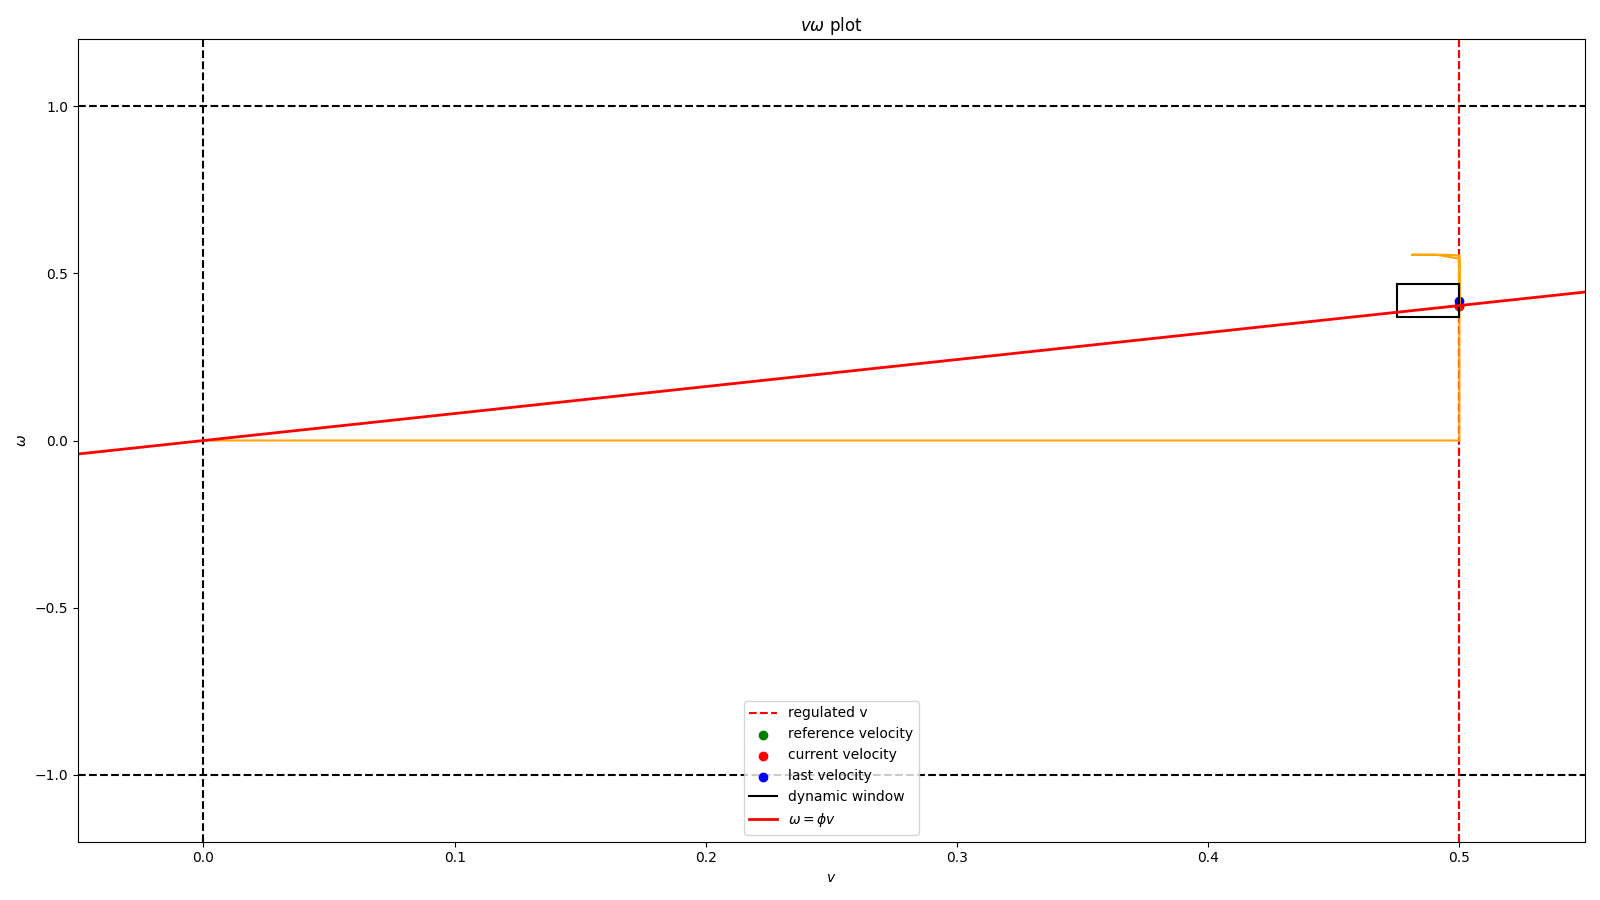 vω plot
1.0
0.5
0.0
−0.5
−1.0
ω
regulated v
reference velocity
current velocity
last velocity
dynamic window
ω = ϕv
0.0 0.1 0.2 0.3 0.4 0.5
v